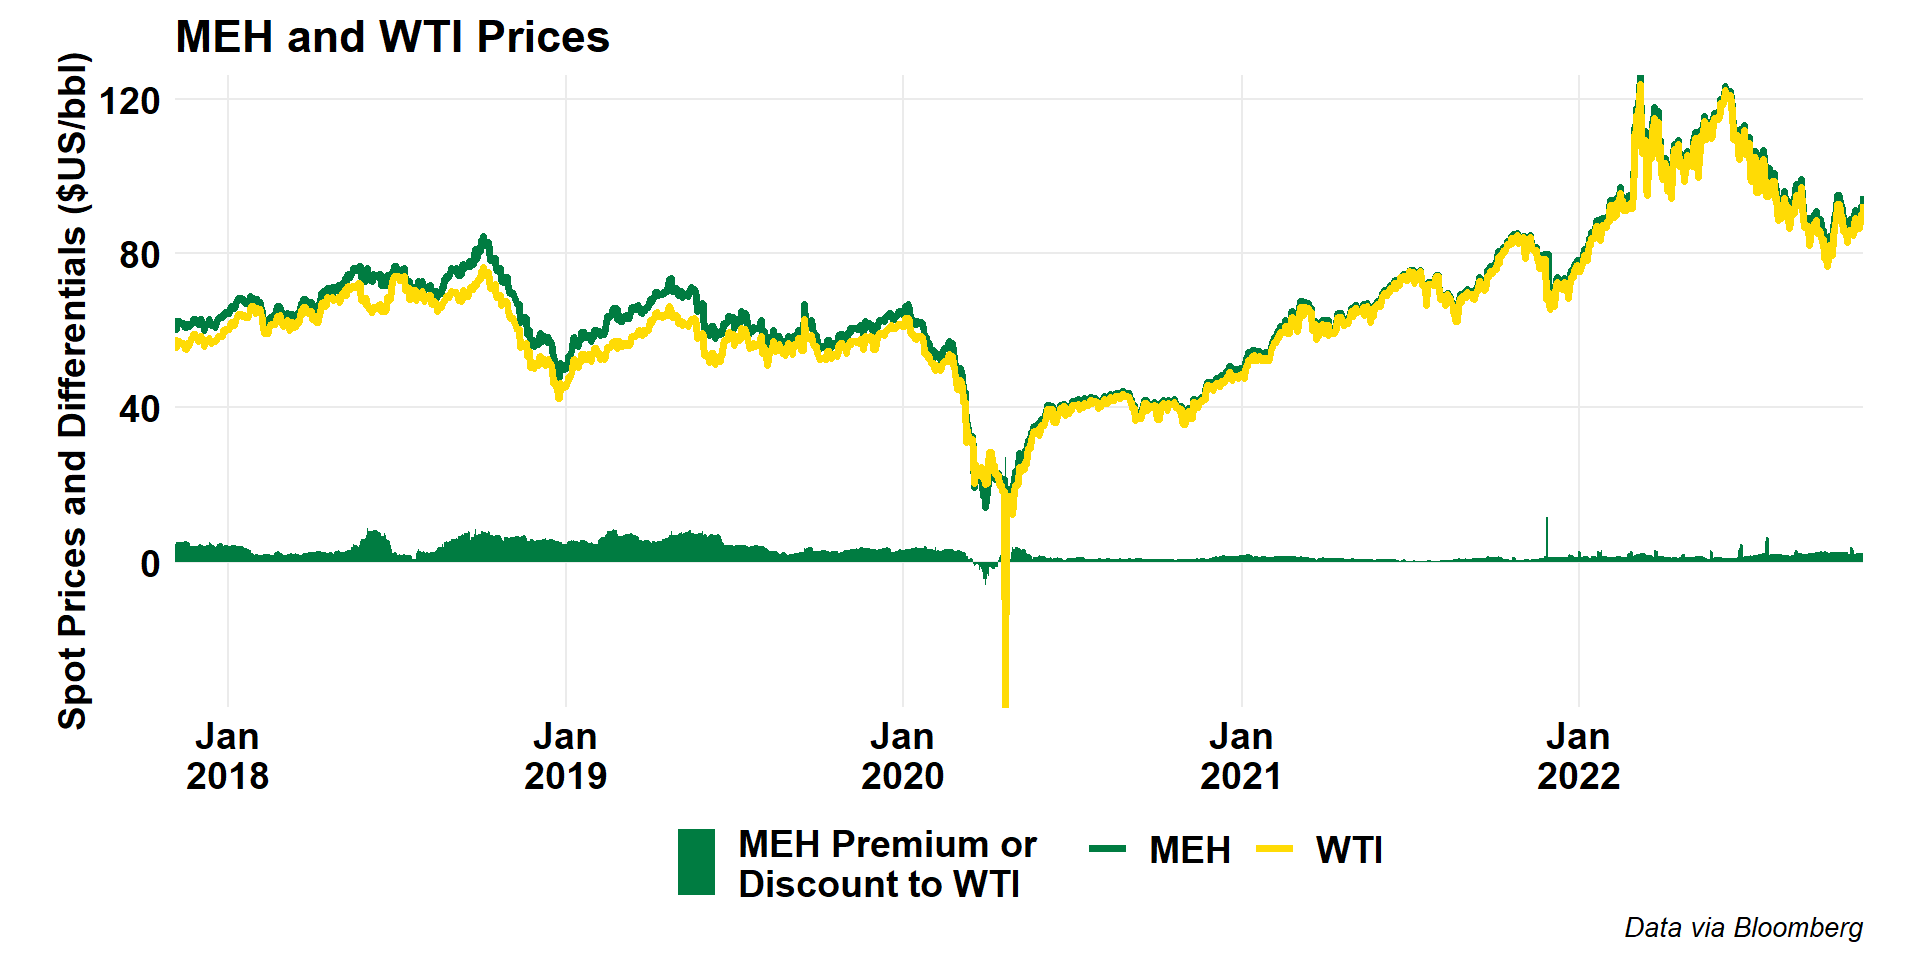 MEH and WTI Prices
Spot Prices and Differentials ($US/bbl)
120
80
40
0
Jan
2018
Jan
2019
Jan
2020
Jan
2021
Jan
2022
MEH Premium or
Discount to WTI
MEH
WTI
Data via Bloomberg